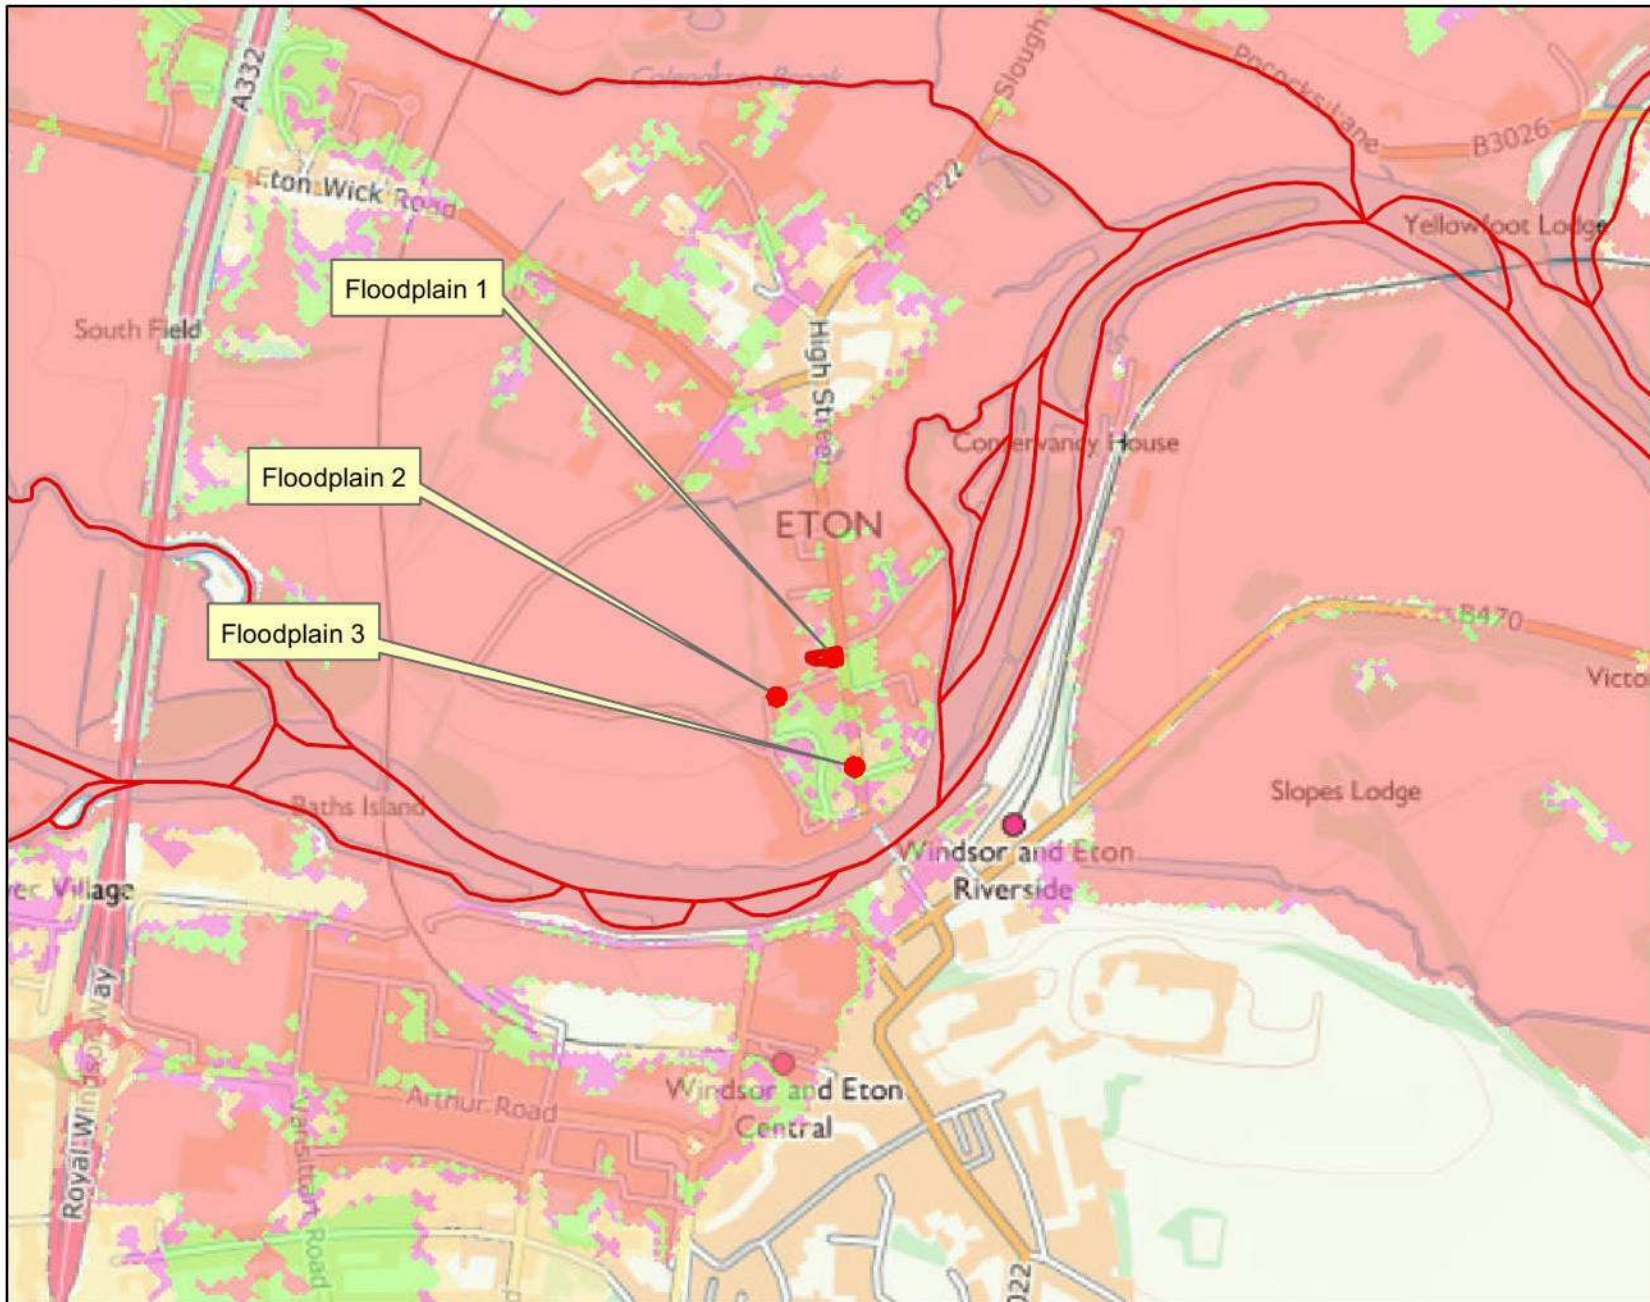 A332
Slough
Pococks Lane
B3026
Eton Wick Road
B3022
Yellowfoot Lodge
Floodplain 1
South Field
High Street
Conservancy House
Floodplain 2
ETON
Floodplain 3
B470
Slopes Lodge
Baths Island
Windsor and Eton
Riverside
Village
Royal Windsor Way
Windsor and Eton
Central
Arthur Road
Vansittart Road
022